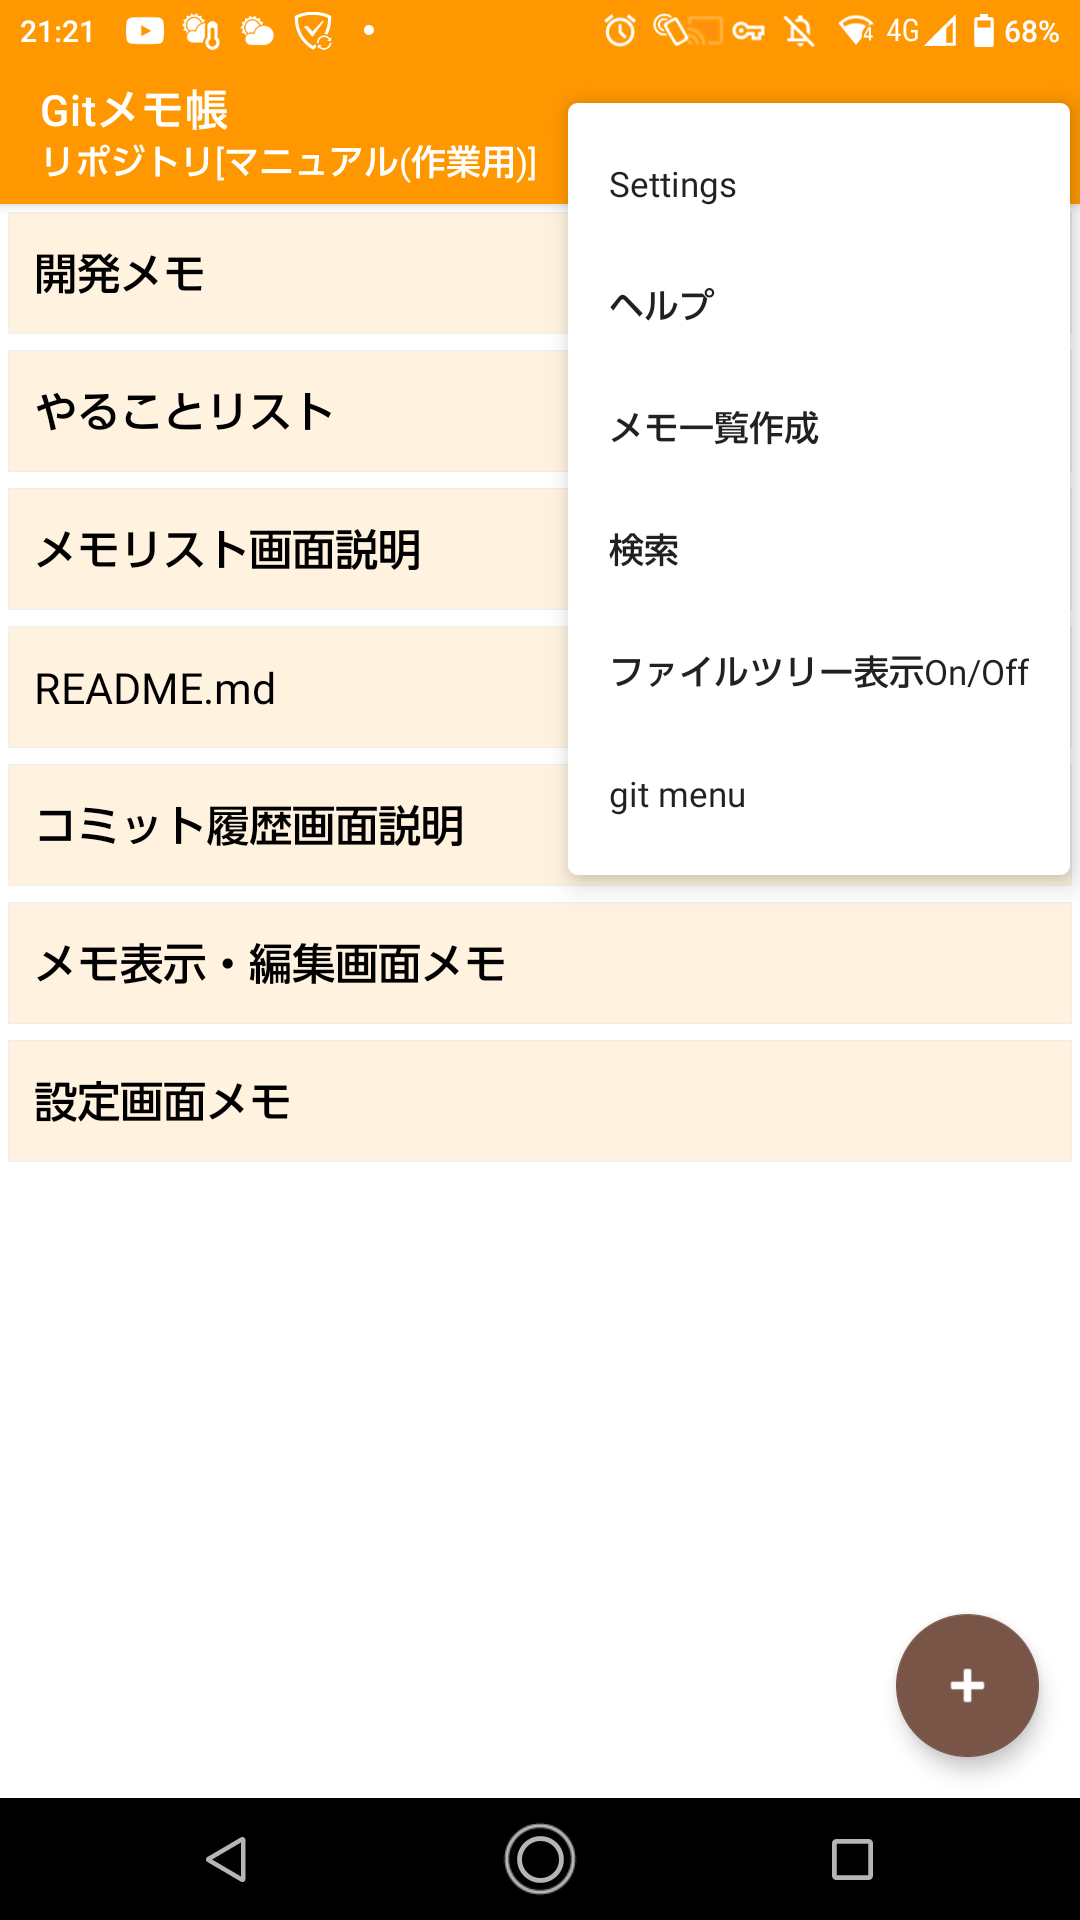 21:21
4G
68%
Gitメモ帳
リポジトリ[マニュアル(作業用)]
Settings
ヘルプ
メモ一覧作成
検索
ファイルツリー表示On/Off
git menu
開発メモ
やることリスト
メモリスト画面説明
README.md
コミット履歴画面説明
メモ表示・編集画面メモ
設定画面メモ